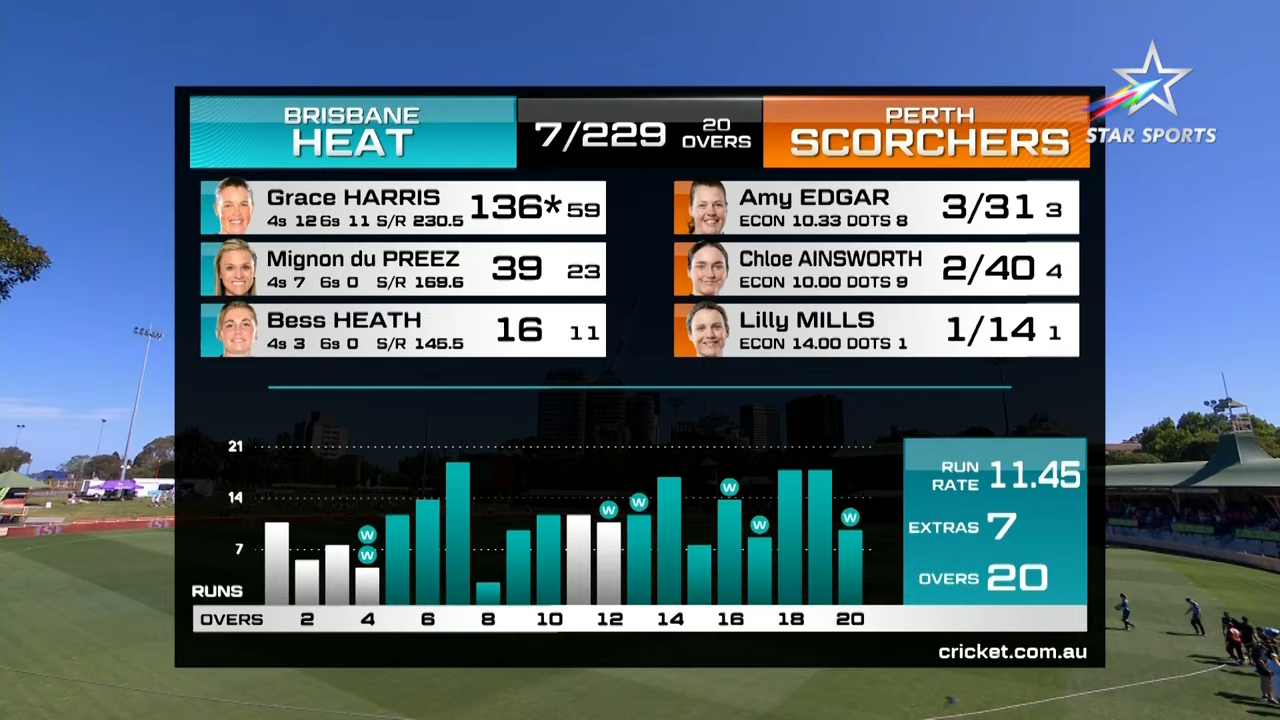 BRISBANE
HEAT
7/229 20 OVERS
PERTH
SCORCHERS
STAR SPORTS
Grace HARRIS 136* 59
4s 12 6s 11 S/R 230.5
Mignon du PREEZ 39 23
4s 7 6s 0 S/R 169.6
Bess HEATH 16 11
4s 3 6s 0 S/R 145.5
Amy EDGAR 3/31 3
ECON 10.33 DOTS 8
Chloe AINSWORTH 2/40 4
ECON 10.00 DOTS 9
Lilly MILLS 1/14 1
ECON 14.00 DOTS 1
21
14
7
W
W
W
W
W
W
W
RUNS
OVERS 2 4 6 8 10 12 14 16 18 20
RUN RATE 11.45
EXTRAS 7
OVERS 20
cricket.com.au